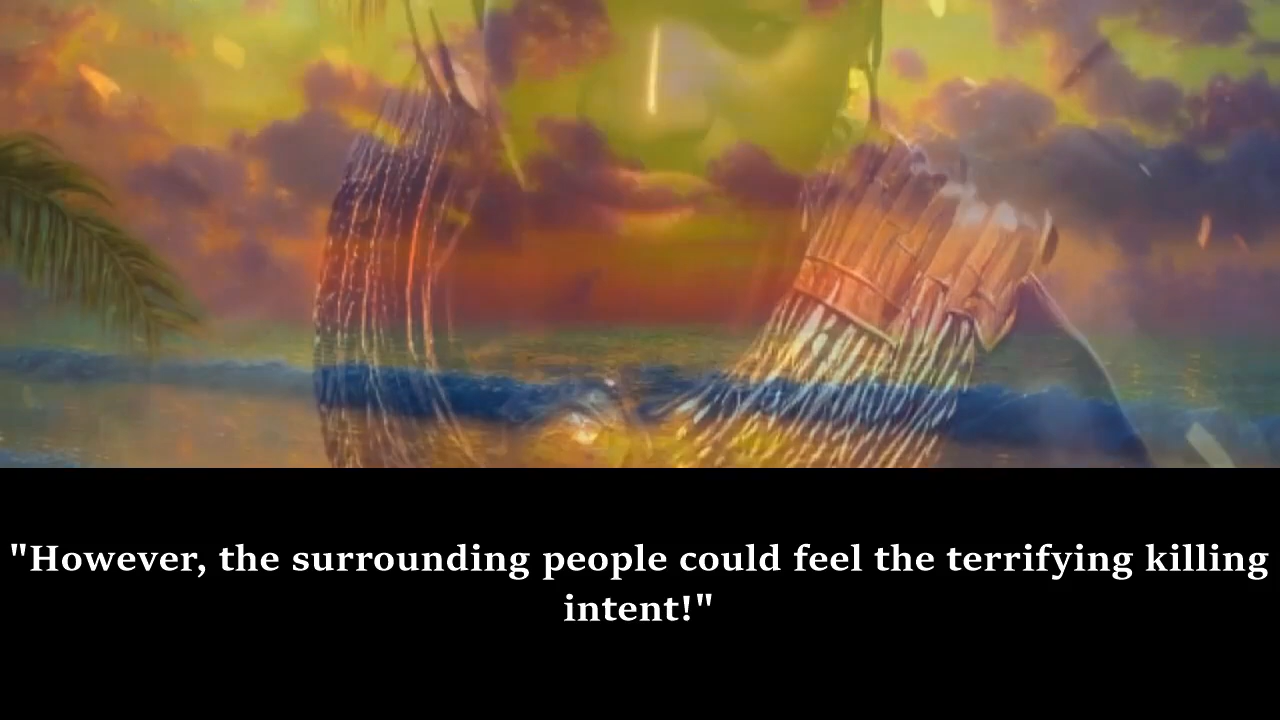 "However, the surrounding people could feel the terrifying killing
intent!"